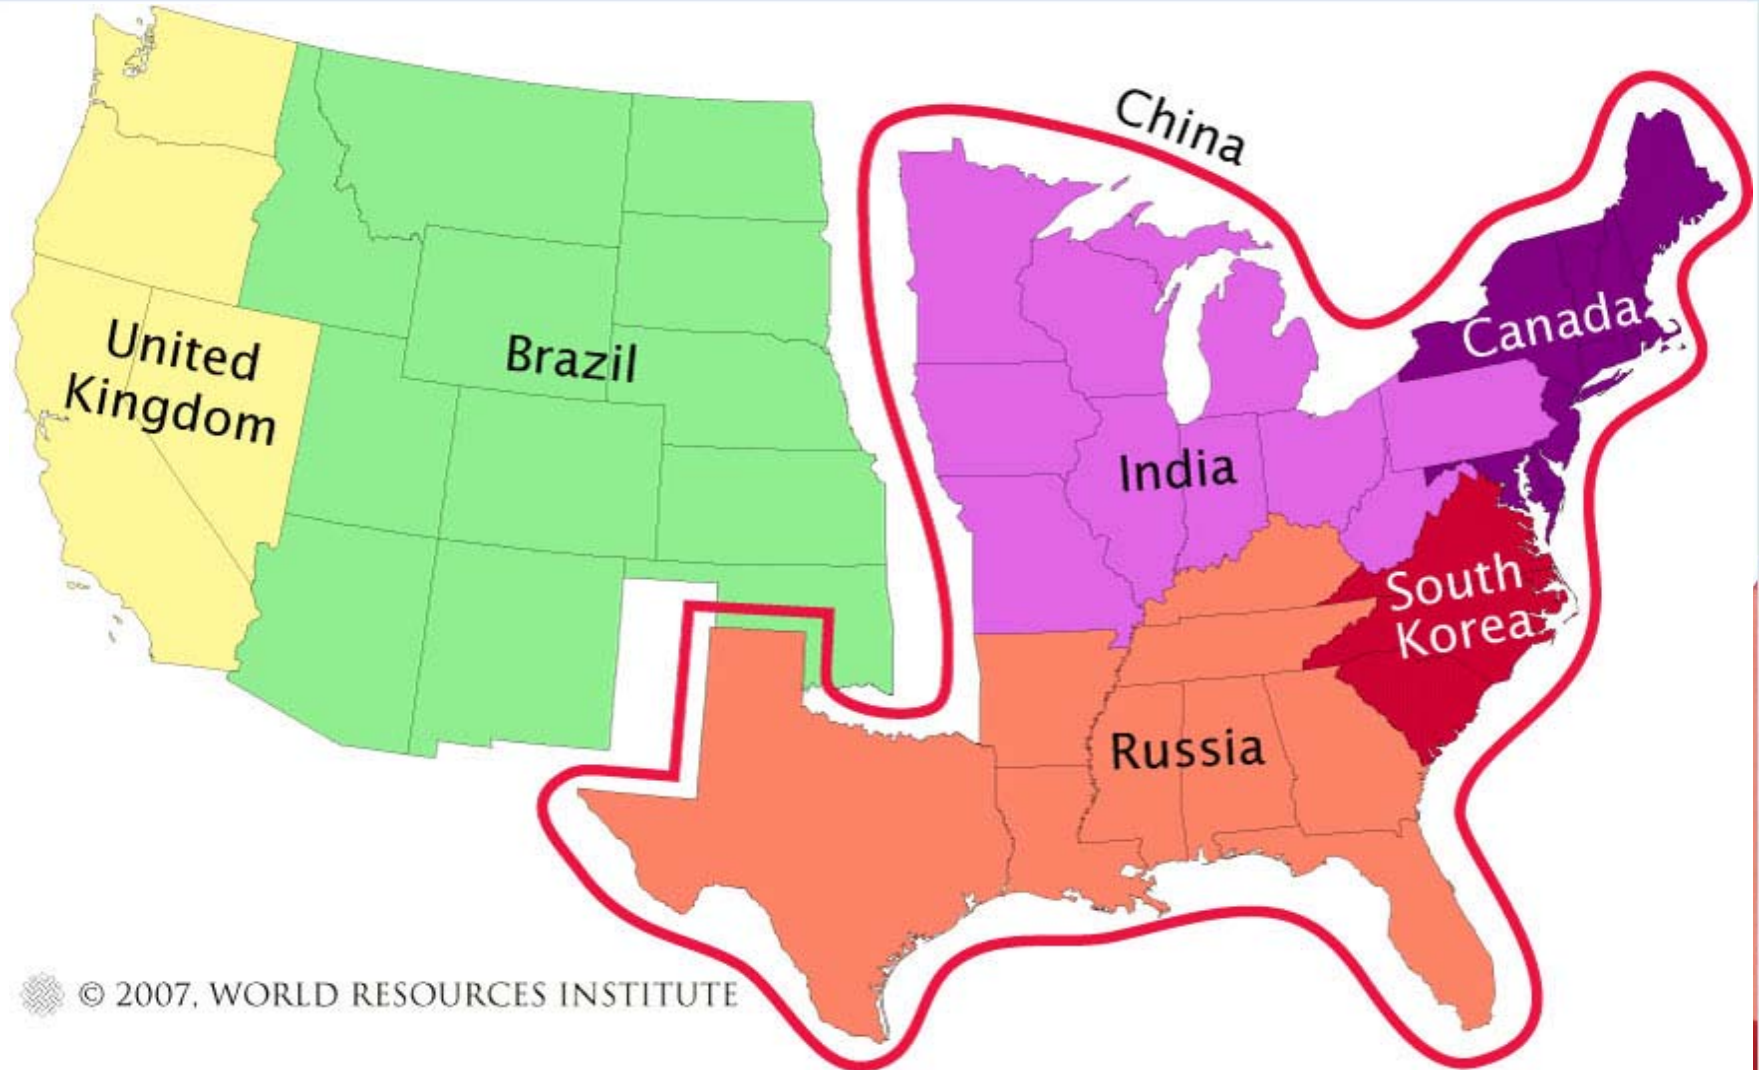 China
Canada
United
Kingdom
Brazil
India
South
Korea
Russia
© 2007, WORLD RESOURCES INSTITUTE